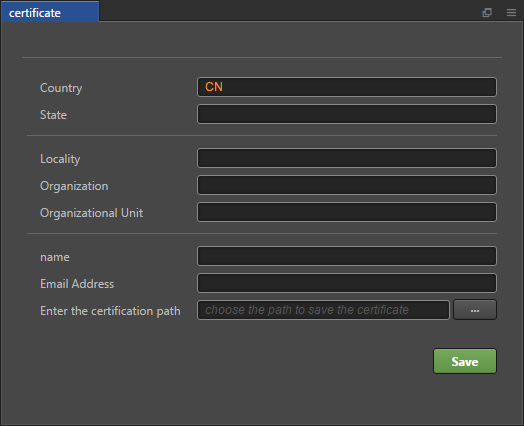 certificate
Country CN
State
Locality
Organization
Organizational Unit
name
Email Address
Enter the certification path choose the path to save the certificate ...
Save